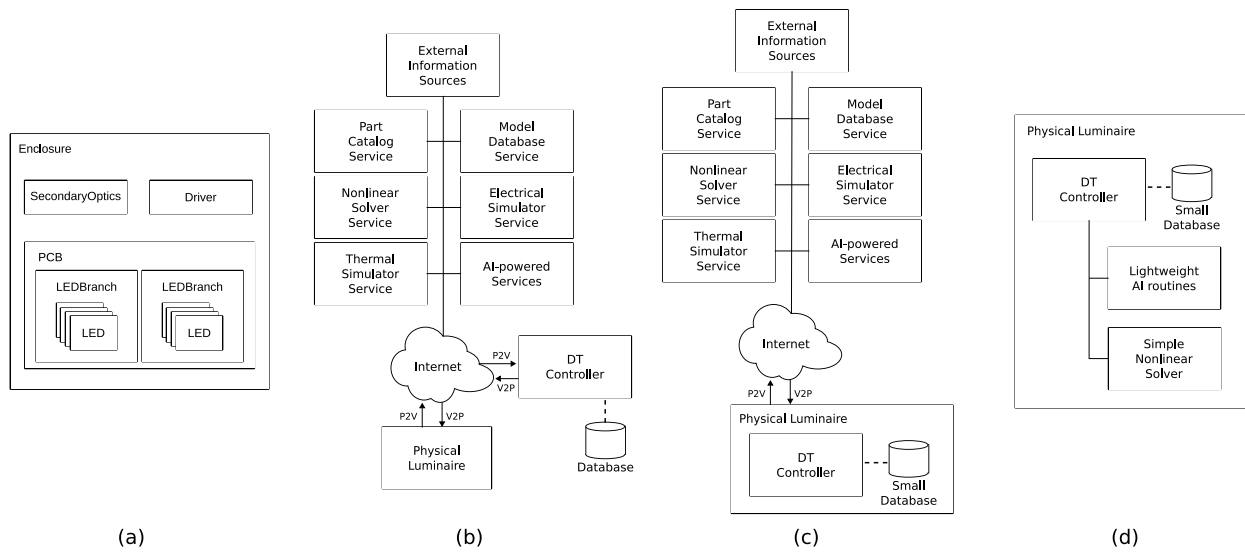 Enclosure
SecondaryOptics
Driver
PCB
LEDBranch
LED
LEDBranch
LED
(a)
External
Information
Sources
Part
Catalog
Service
Model
Database
Service
Nonlinear
Solver
Service
Electrical
Simulator
Service
Thermal
Simulator
Service
AI-powered
Services
Internet
P2V
V2P
DT
Controller
P2V
V2P
Physical
Luminaire
Database
(b)
External
Information
Sources
Part
Catalog
Service
Model
Database
Service
Nonlinear
Solver
Service
Electrical
Simulator
Service
Thermal
Simulator
Service
AI-powered
Services
Internet
P2V
V2P
Physical Luminaire
DT
Controller
Small
Database
(c)
Physical Luminaire
DT
Controller
Small
Database
Lightweight
AI routines
Simple
Nonlinear
Solver
(d)